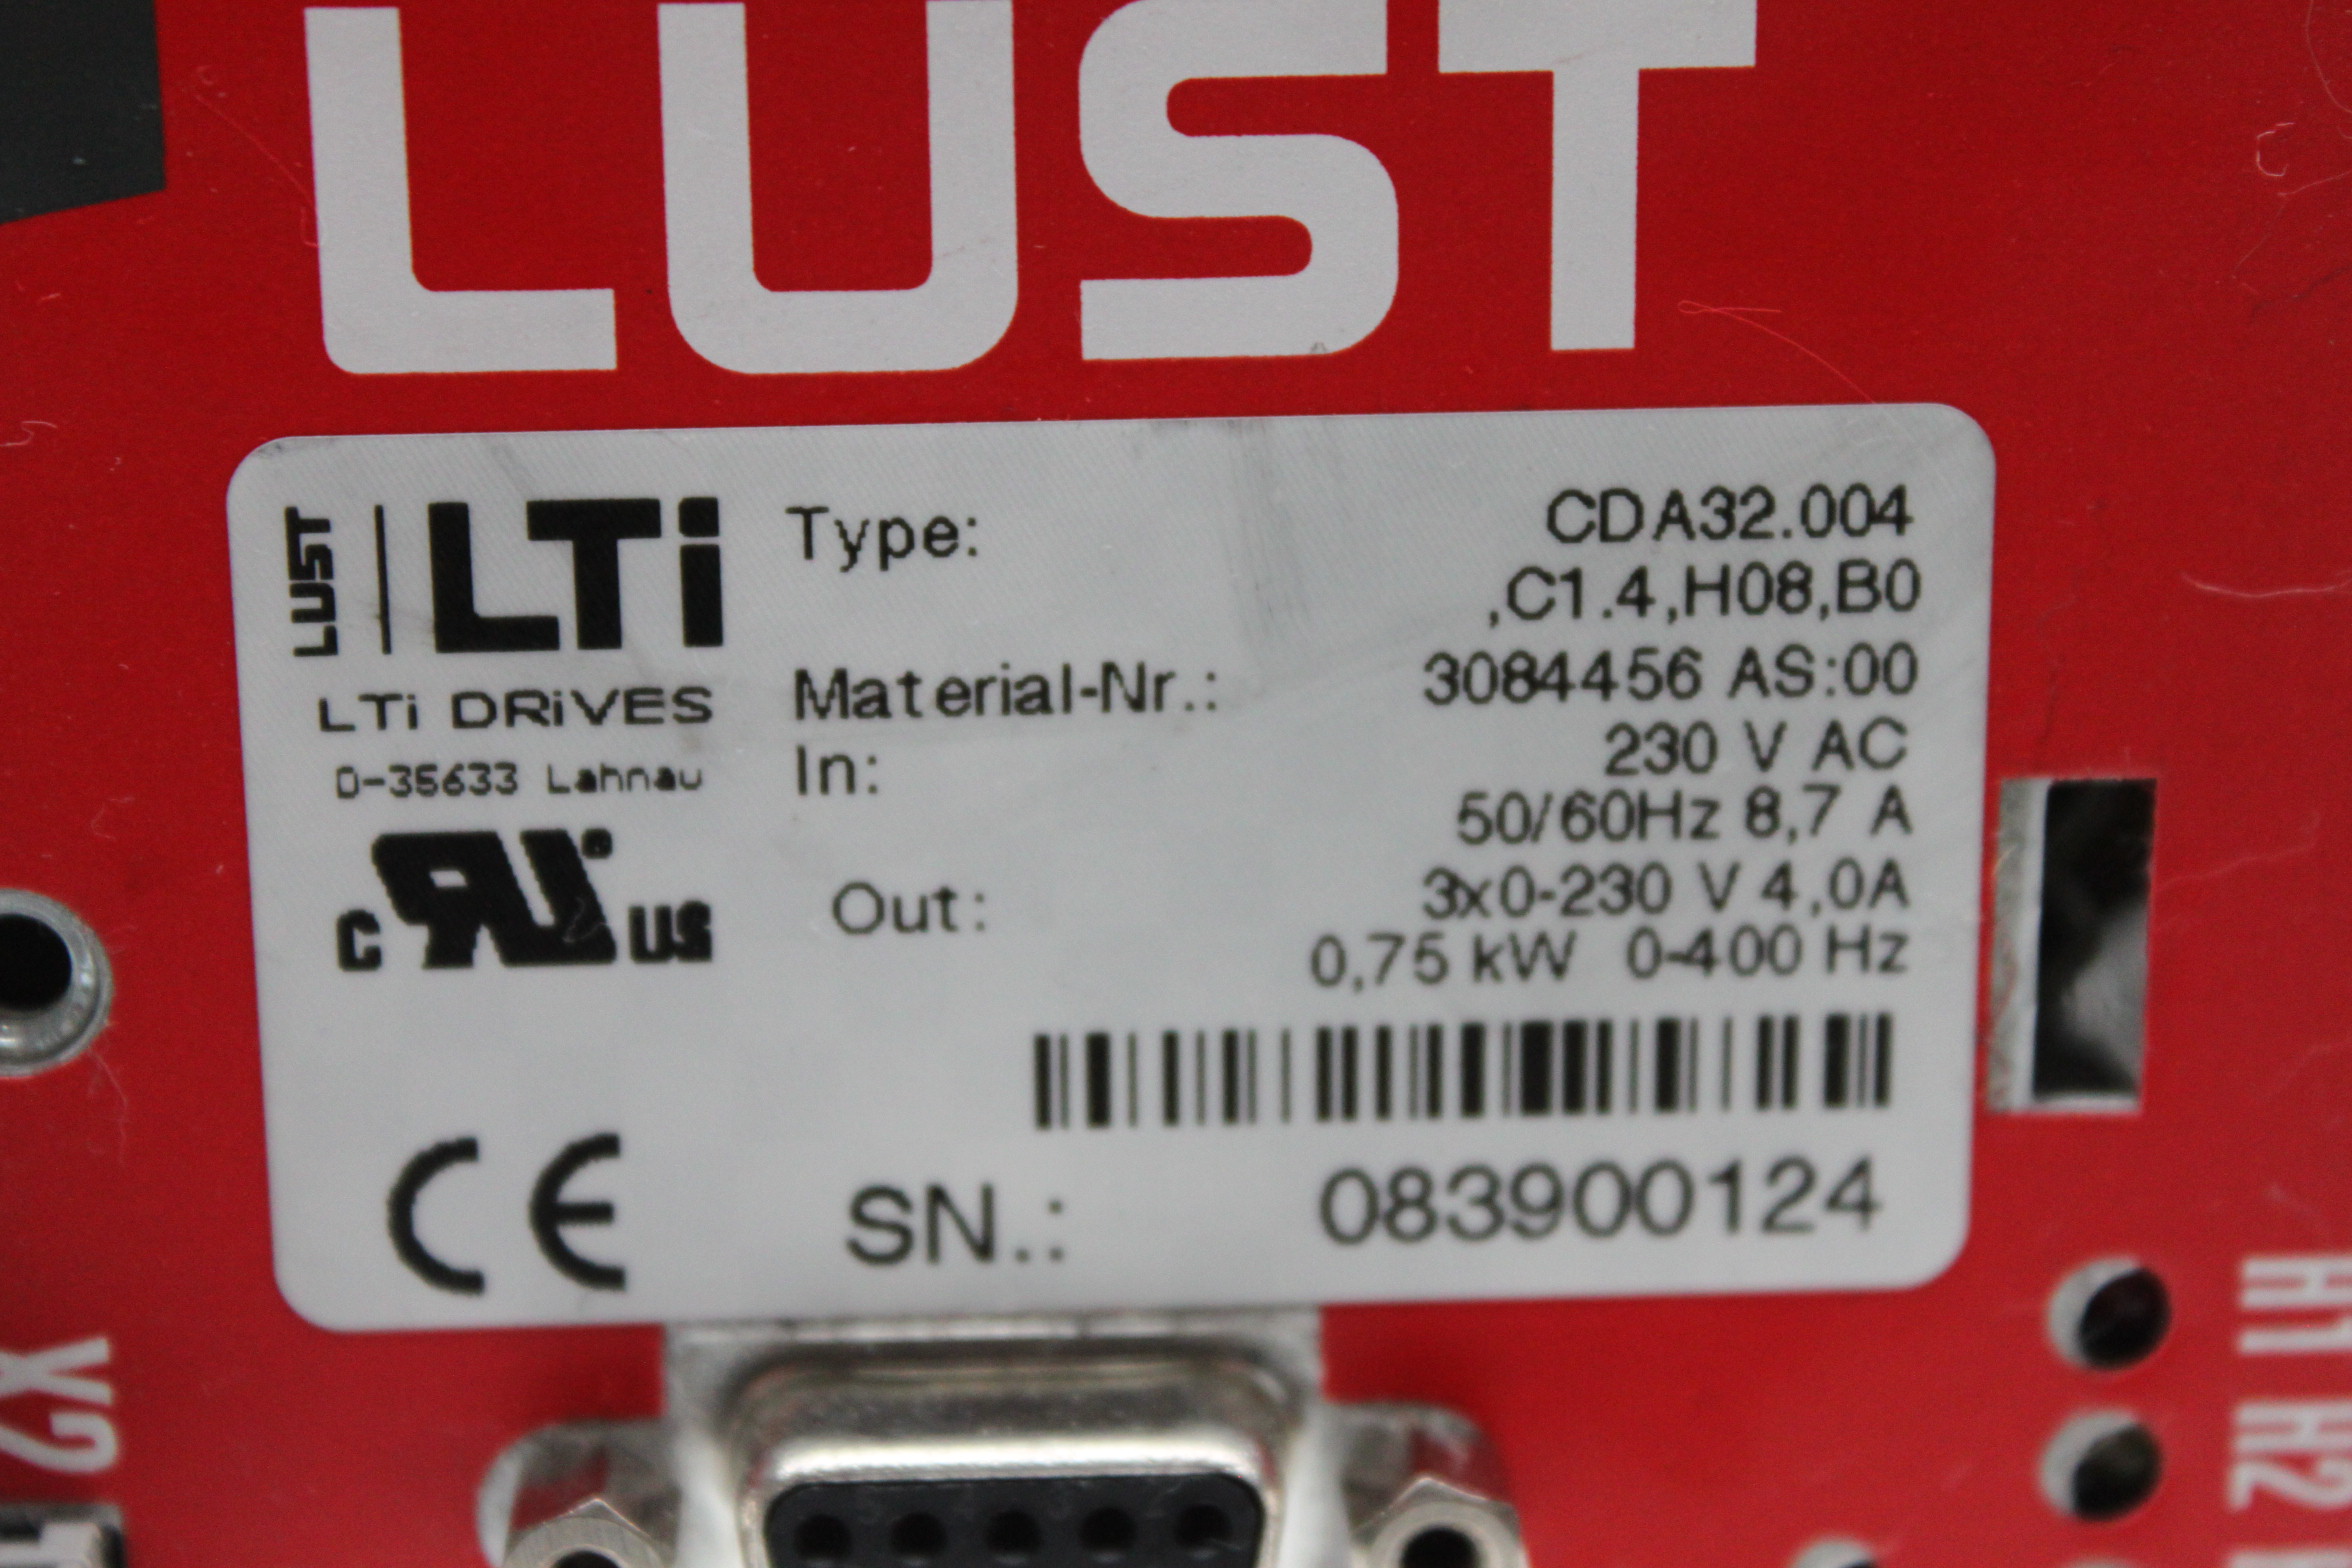 LUST
LUST LTi
LTi DRiVES
D-35633 Lahnau
c RU US
CE
Type: CDA32.004
,C1.4,H08,B0
Material-Nr.: 3084456 AS:00
In: 230 V AC
50/60Hz 8,7 A
Out: 3x0-230 V 4,0A
0,75 kW 0-400 Hz
SN.: 083900124
X2
H1 H2